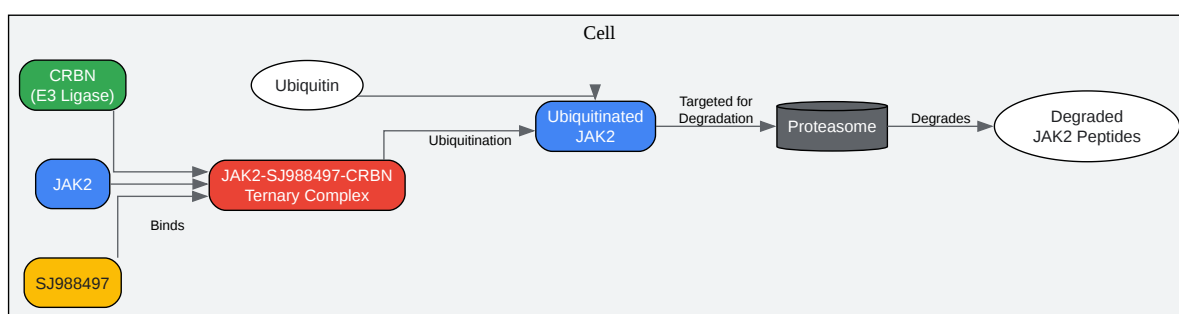 Cell
CRBN
(E3 Ligase)
Ubiquitin
JAK2
SJ988497
Binds
JAK2-SJ988497-CRBN
Ternary Complex
Ubiquitination
Ubiquitinated
JAK2
Targeted for
Degradation
Proteasome
Degrades
Degraded
JAK2 Peptides